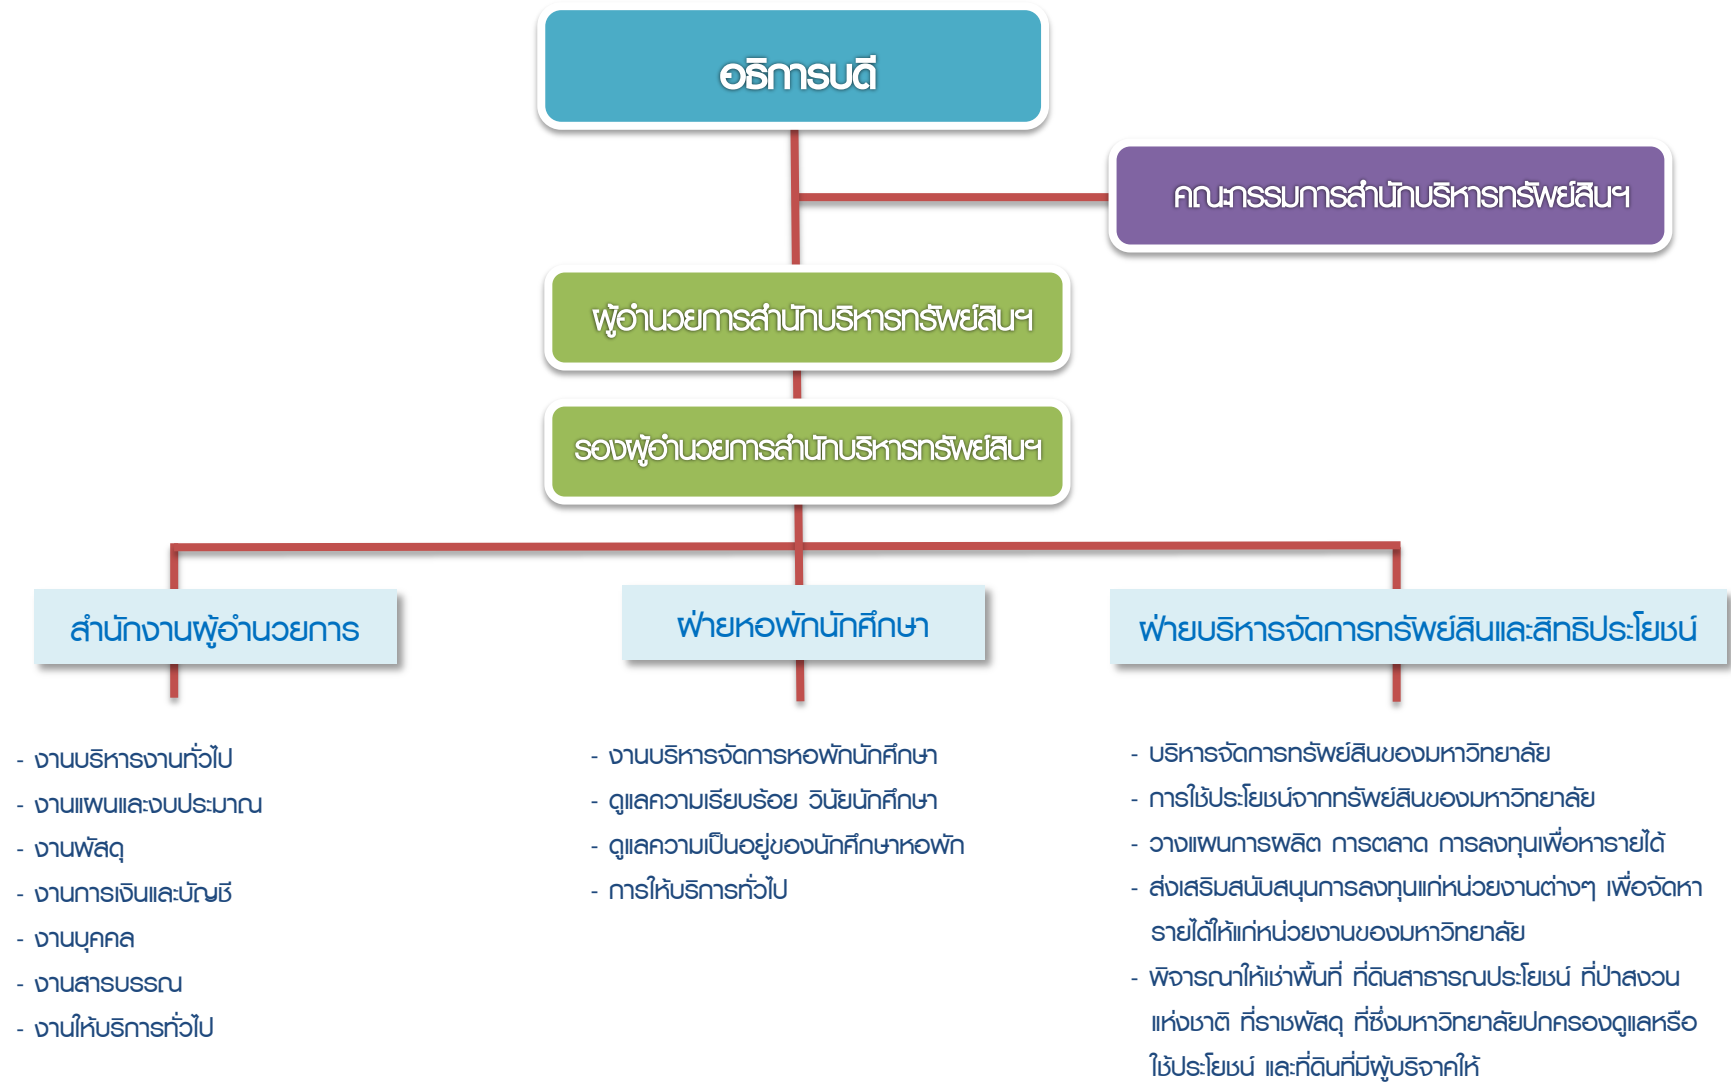 อธิการบดี
คณะกรรมการสำนักบริหารทรัพย์สินฯ
ผู้อำนวยการสำนักบริหารทรัพย์สินฯ
รองผู้อำนวยการสำนักบริหารทรัพย์สินฯ
สำนักงานผู้อำนวยการ
- งานบริหารงานทั่วไป
- งานแผนและงบประมาณ
- งานพัสดุ
- งานการเงินและบัญชี
- งานบุคคล
- งานสารบรรณ
- งานให้บริการทั่วไป
ฝ่ายหอพักนักศึกษา
- งานบริหารจัดการหอพักนักศึกษา
- ดูแลความเรียบร้อย วินัยนักศึกษา
- ดูแลความเป็นอยู่ของนักศึกษาหอพัก
- การให้บริการทั่วไป
ฝ่ายบริหารจัดการทรัพย์สินและสิทธิประโยชน์
- บริหารจัดการทรัพย์สินของมหาวิทยาลัย
- การใช้ประโยชน์จากทรัพย์สินของมหาวิทยาลัย
- วางแผนการผลิต การตลาด การลงทุนเพื่อหารายได้
- ส่งเสริมสนับสนุนการลงทุนแก่หน่วยงานต่างๆ เพื่อจัดหา
รายได้ให้แก่หน่วยงานของมหาวิทยาลัย
- พิจารณาให้เช่าพื้นที่ ที่ดินสาธารณประโยชน์ ที่ป่าสงวน
แห่งชาติ ที่ราชพัสดุ ที่ซึ่งมหาวิทยาลัยปกครองดูแลหรือ
ใช้ประโยชน์ และที่ดินที่มีผู้บริจาคให้